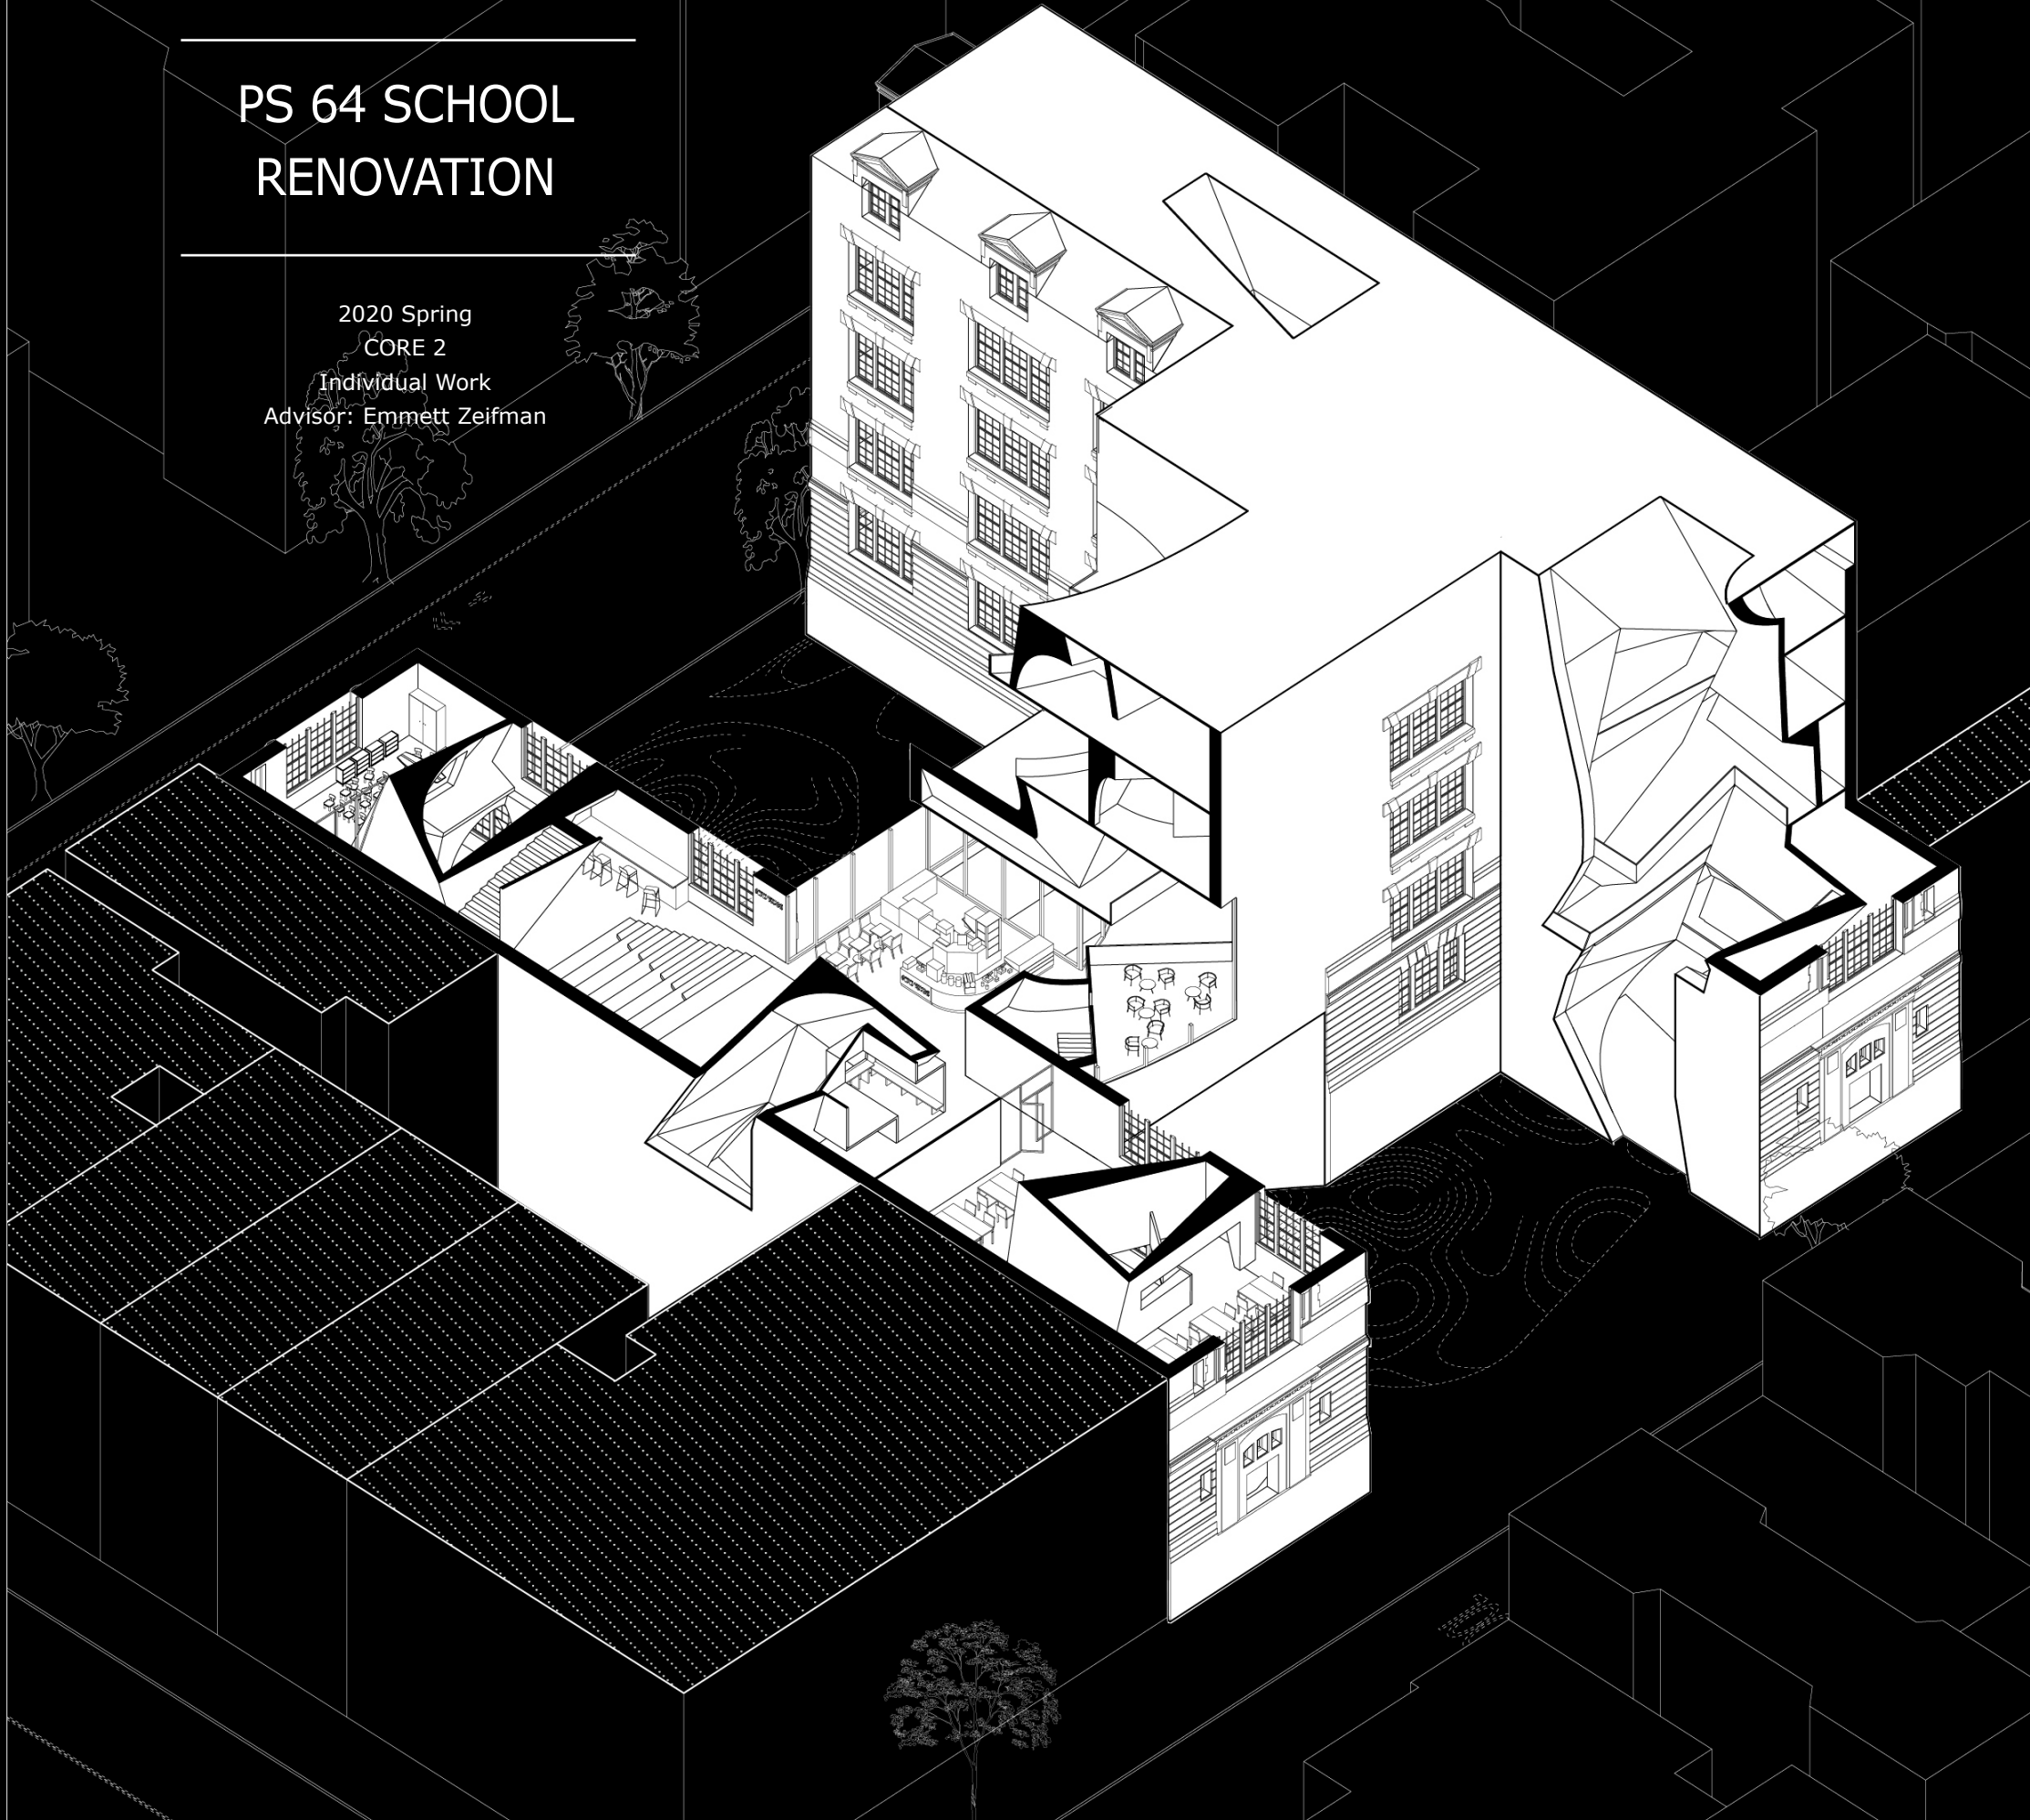 PS 64 SCHOOL
RENOVATION
2020 Spring
CORE 2
Individual Work
Advisor: Emmett Zeifman